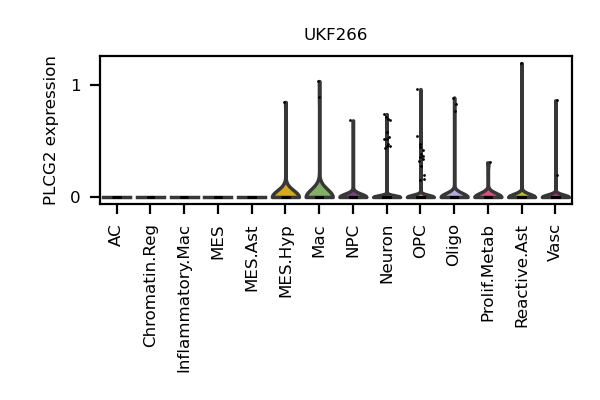 UKF266
PLCG2 expression
1
0
AC
Chromatin.Reg
Inflammatory.Mac
MES
MES.Ast
MES.Hyp
Mac
NPC
Neuron
OPC
Oligo
Prolif.Metab
Reactive.Ast
Vasc